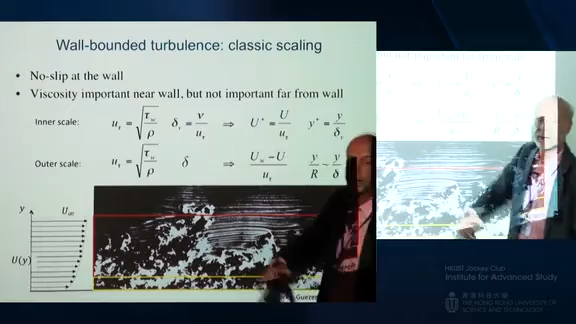 Wall-bounded turbulence: classic scaling
• No-slip at the wall
• Viscosity important near wall, but not important far from wall
Inner scale: u_τ = √(τ_w/ρ) δ_ν = ν/u_τ ⇒ U⁺ = U/u_τ y⁺ = y/δ_ν
Outer scale: u_τ = √(τ_w/ρ) δ ⇒ (U_∞ − U)/u_τ y/R ~ y/δ
y U_∞
U(y)
HKUST Jockey Club
Institute for Advanced Study
香港科技大學
THE HONG KONG UNIVERSITY OF
SCIENCE AND TECHNOLOGY